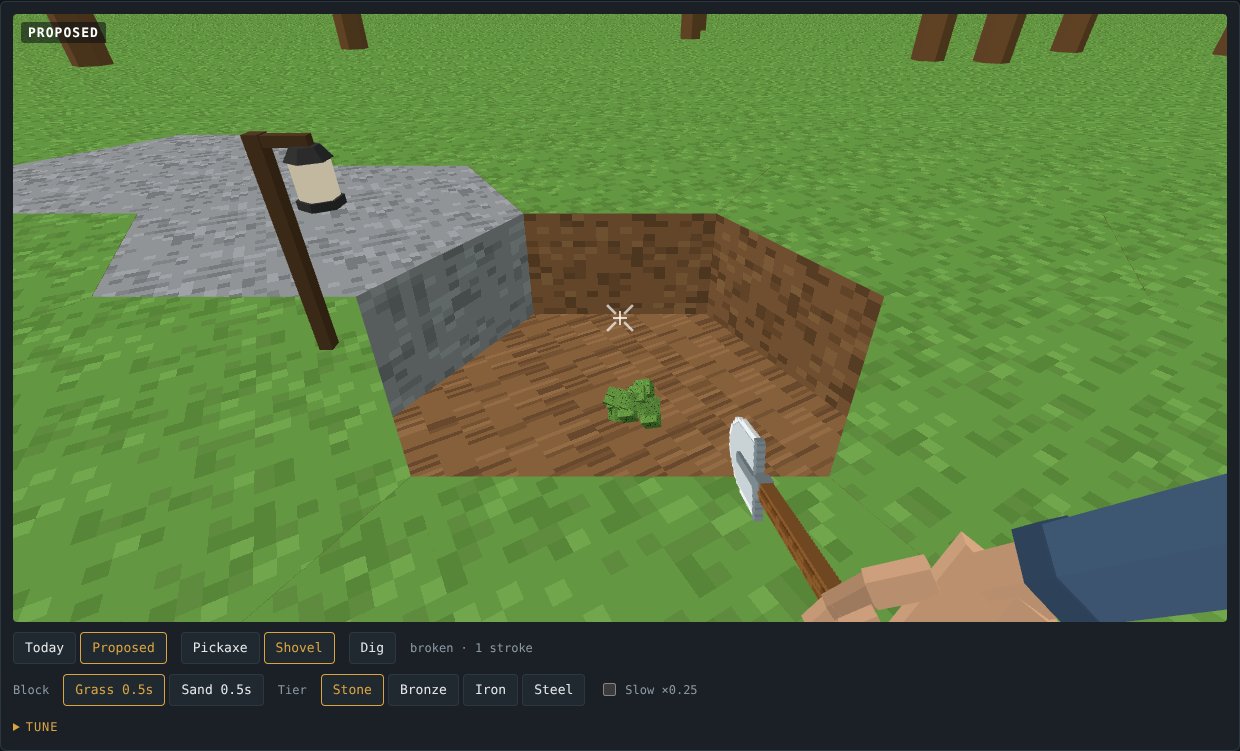 PROPOSED
Today Proposed Pickaxe Shovel Dig broken · 1 stroke
Block Grass 0.5s Sand 0.5s Tier Stone Bronze Iron Steel Slow ×0.25
▶ TUNE